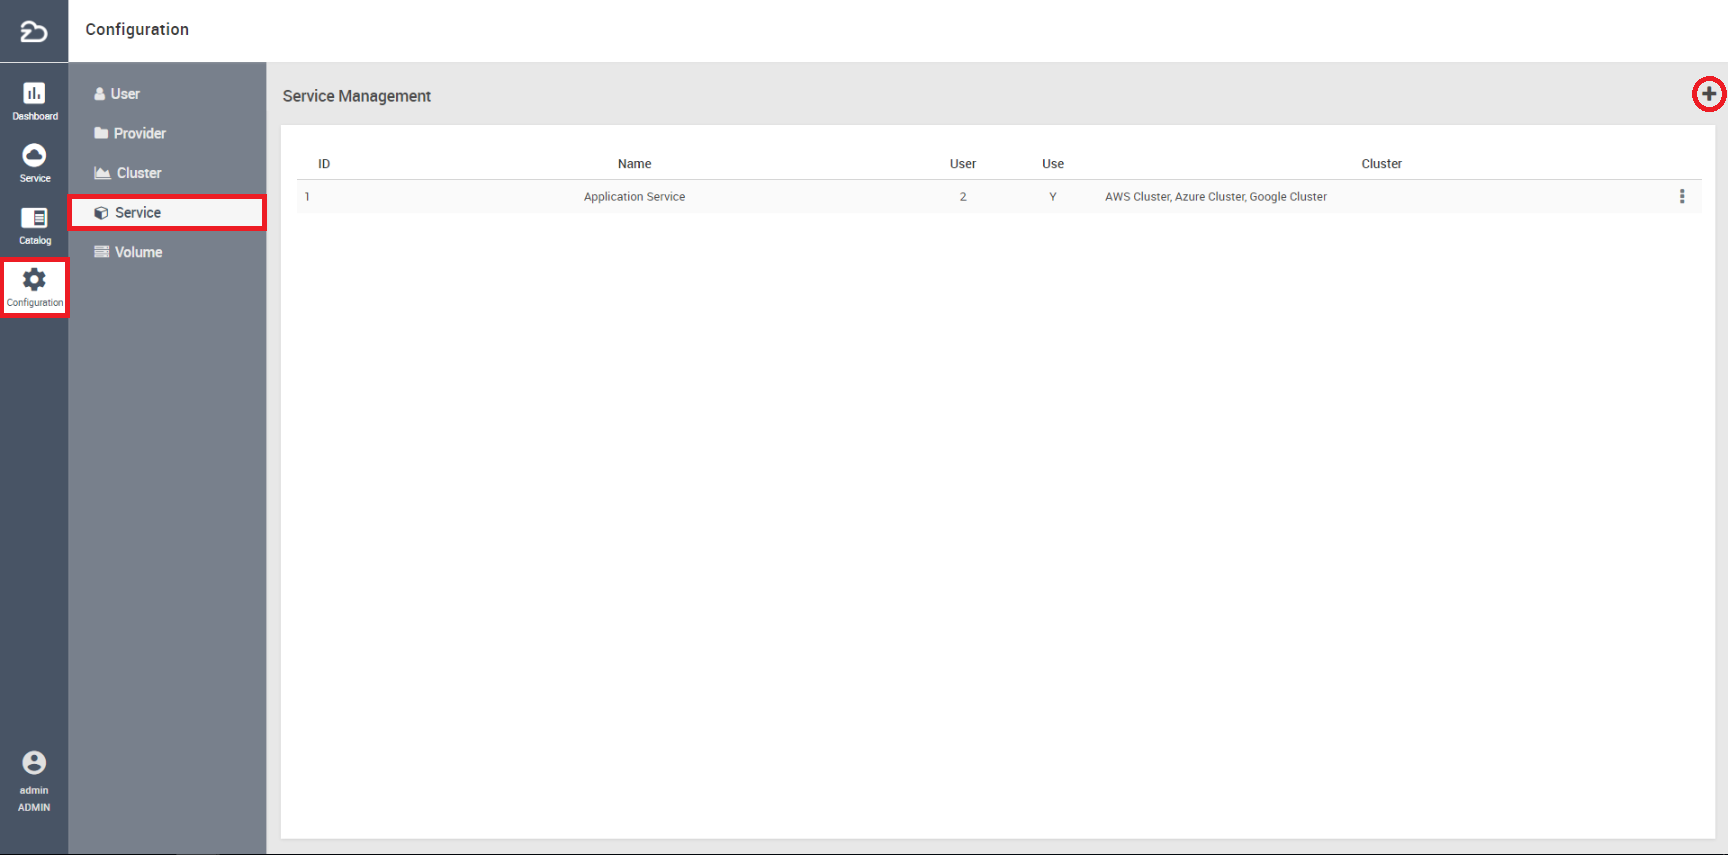 Configuration
Dashboard
Service
Catalog
Configuration
admin
ADMIN
User
Provider
Cluster
Service
Volume
Service Management
ID Name User Use Cluster
1 Application Service 2 Y AWS Cluster, Azure Cluster, Google Cluster